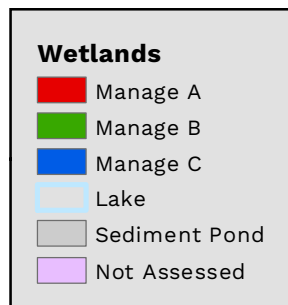 Wetlands
Manage A
Manage B
Manage C
Lake
Sediment Pond
Not Assessed